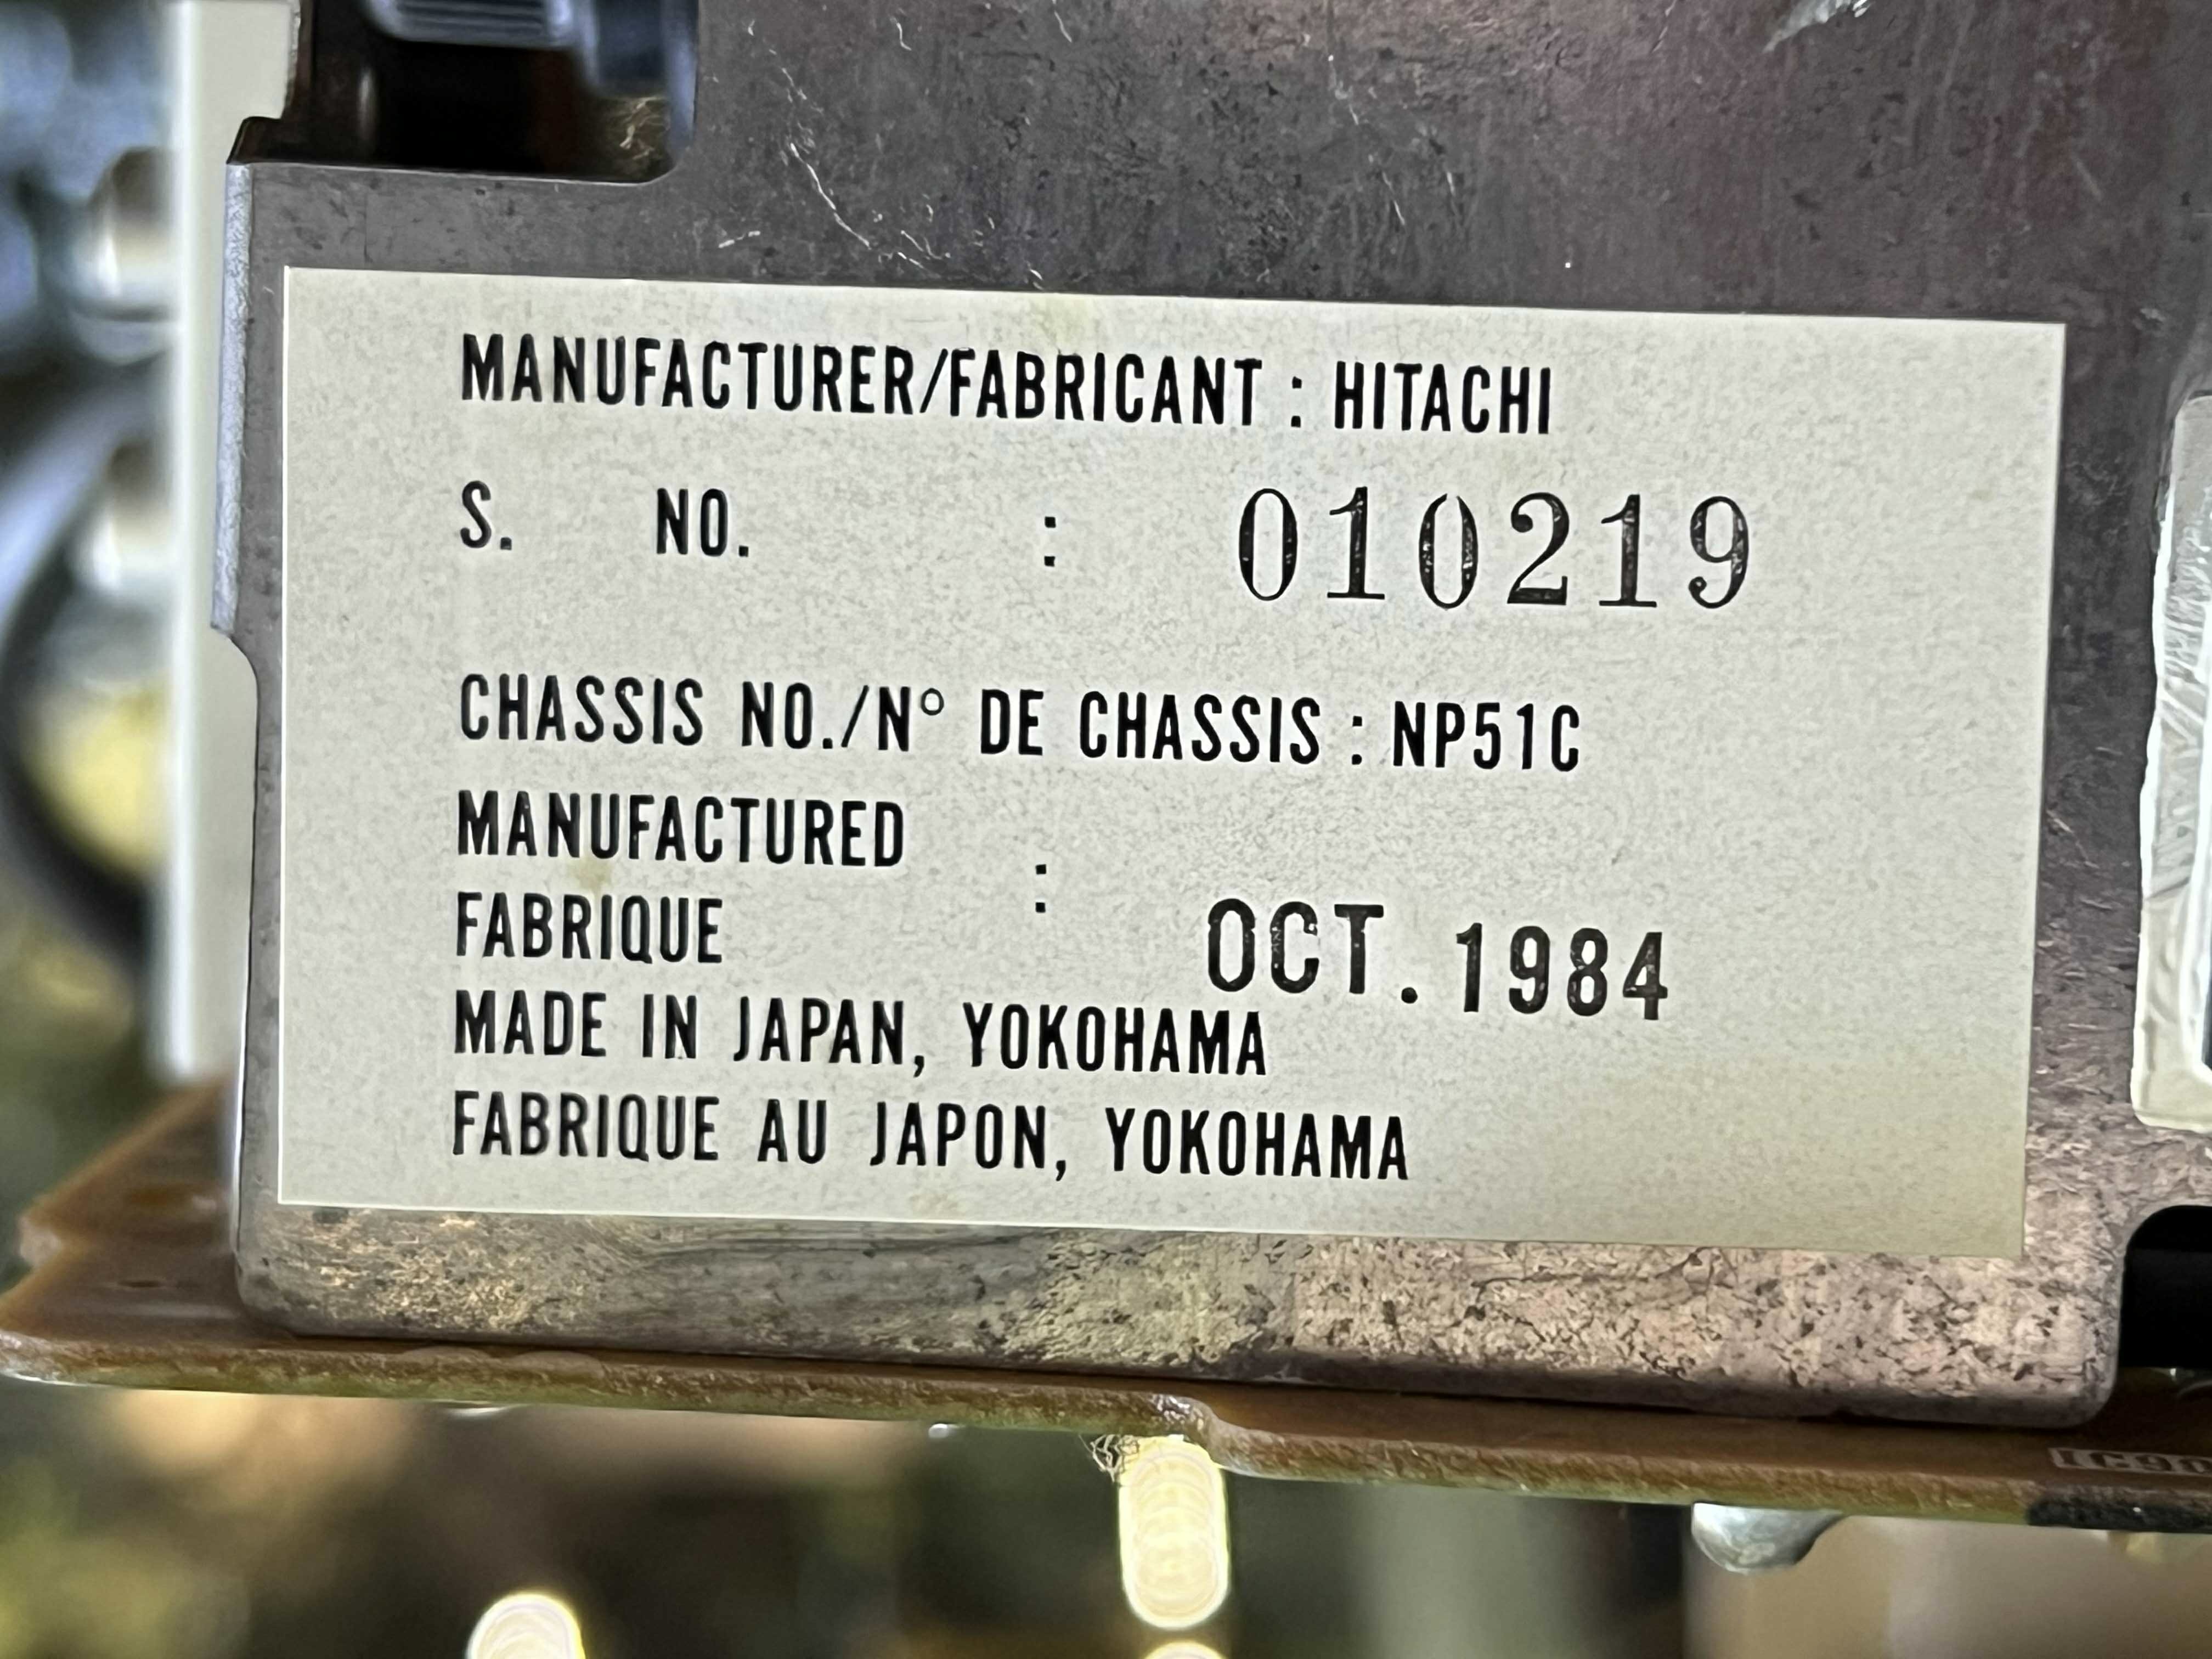 MANUFACTURER/FABRICANT : HITACHI
S. NO. : 010219
CHASSIS NO./N° DE CHASSIS : NP51C
MANUFACTURED :
FABRIQUE OCT. 1984
MADE IN JAPAN, YOKOHAMA
FABRIQUE AU JAPON, YOKOHAMA